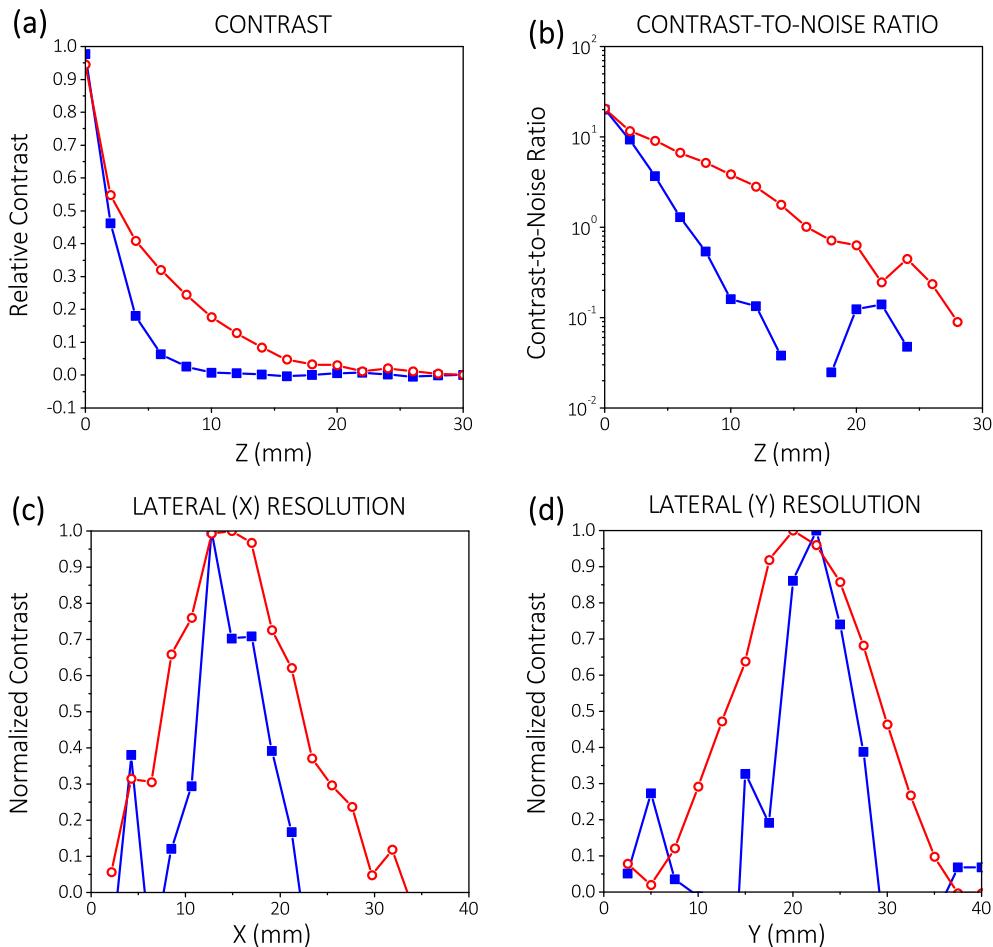 (a) CONTRAST
1.0
0.9
0.8
0.7
0.6
0.5
0.4
0.3
0.2
0.1
0.0
-0.1
Relative Contrast
0 10 20 30
Z (mm)
(b) CONTRAST-TO-NOISE RATIO
10^2
10^1
10^0
10^-1
10^-2
Contrast-to-Noise Ratio
0 10 20 30
Z (mm)
(c) LATERAL (X) RESOLUTION
1.0
0.9
0.8
0.7
0.6
0.5
0.4
0.3
0.2
0.1
0.0
Normalized Contrast
0 10 20 30 40
X (mm)
(d) LATERAL (Y) RESOLUTION
1.0
0.9
0.8
0.7
0.6
0.5
0.4
0.3
0.2
0.1
0.0
Normalized Contrast
0 10 20 30 40
Y (mm)